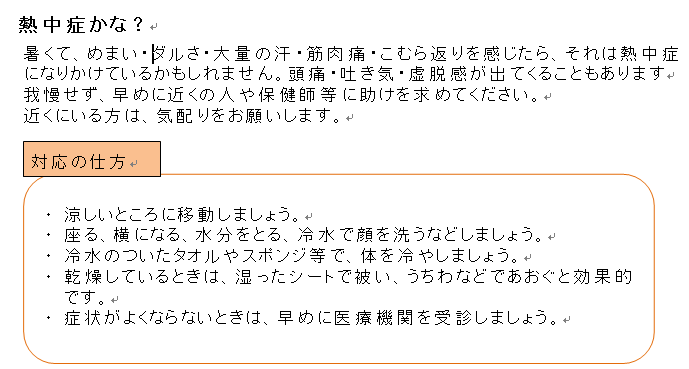 熱中症かな？
暑くて、めまい・ダルさ・大量の汗・筋肉痛・こむら返りを感じたら、それは熱中症
になりかけているかもしれません。頭痛・吐き気・虚脱感が出てくることもあります
我慢せず、早めに近くの人や保健師等に助けを求めてください。
近くにいる方は、気配りをお願いします。
対応の仕方
・ 涼しいところに移動しましょう。
・ 座る、横になる、水分をとる、冷水で顔を洗うなどしましょう。
・ 冷水のついたタオルやスポンジ等で、体を冷やしましょう。
・ 乾燥しているときは、湿ったシートで被い、うちわなどであおぐと効果的
です。
・ 症状がよくならないときは、早めに医療機関を受診しましょう。